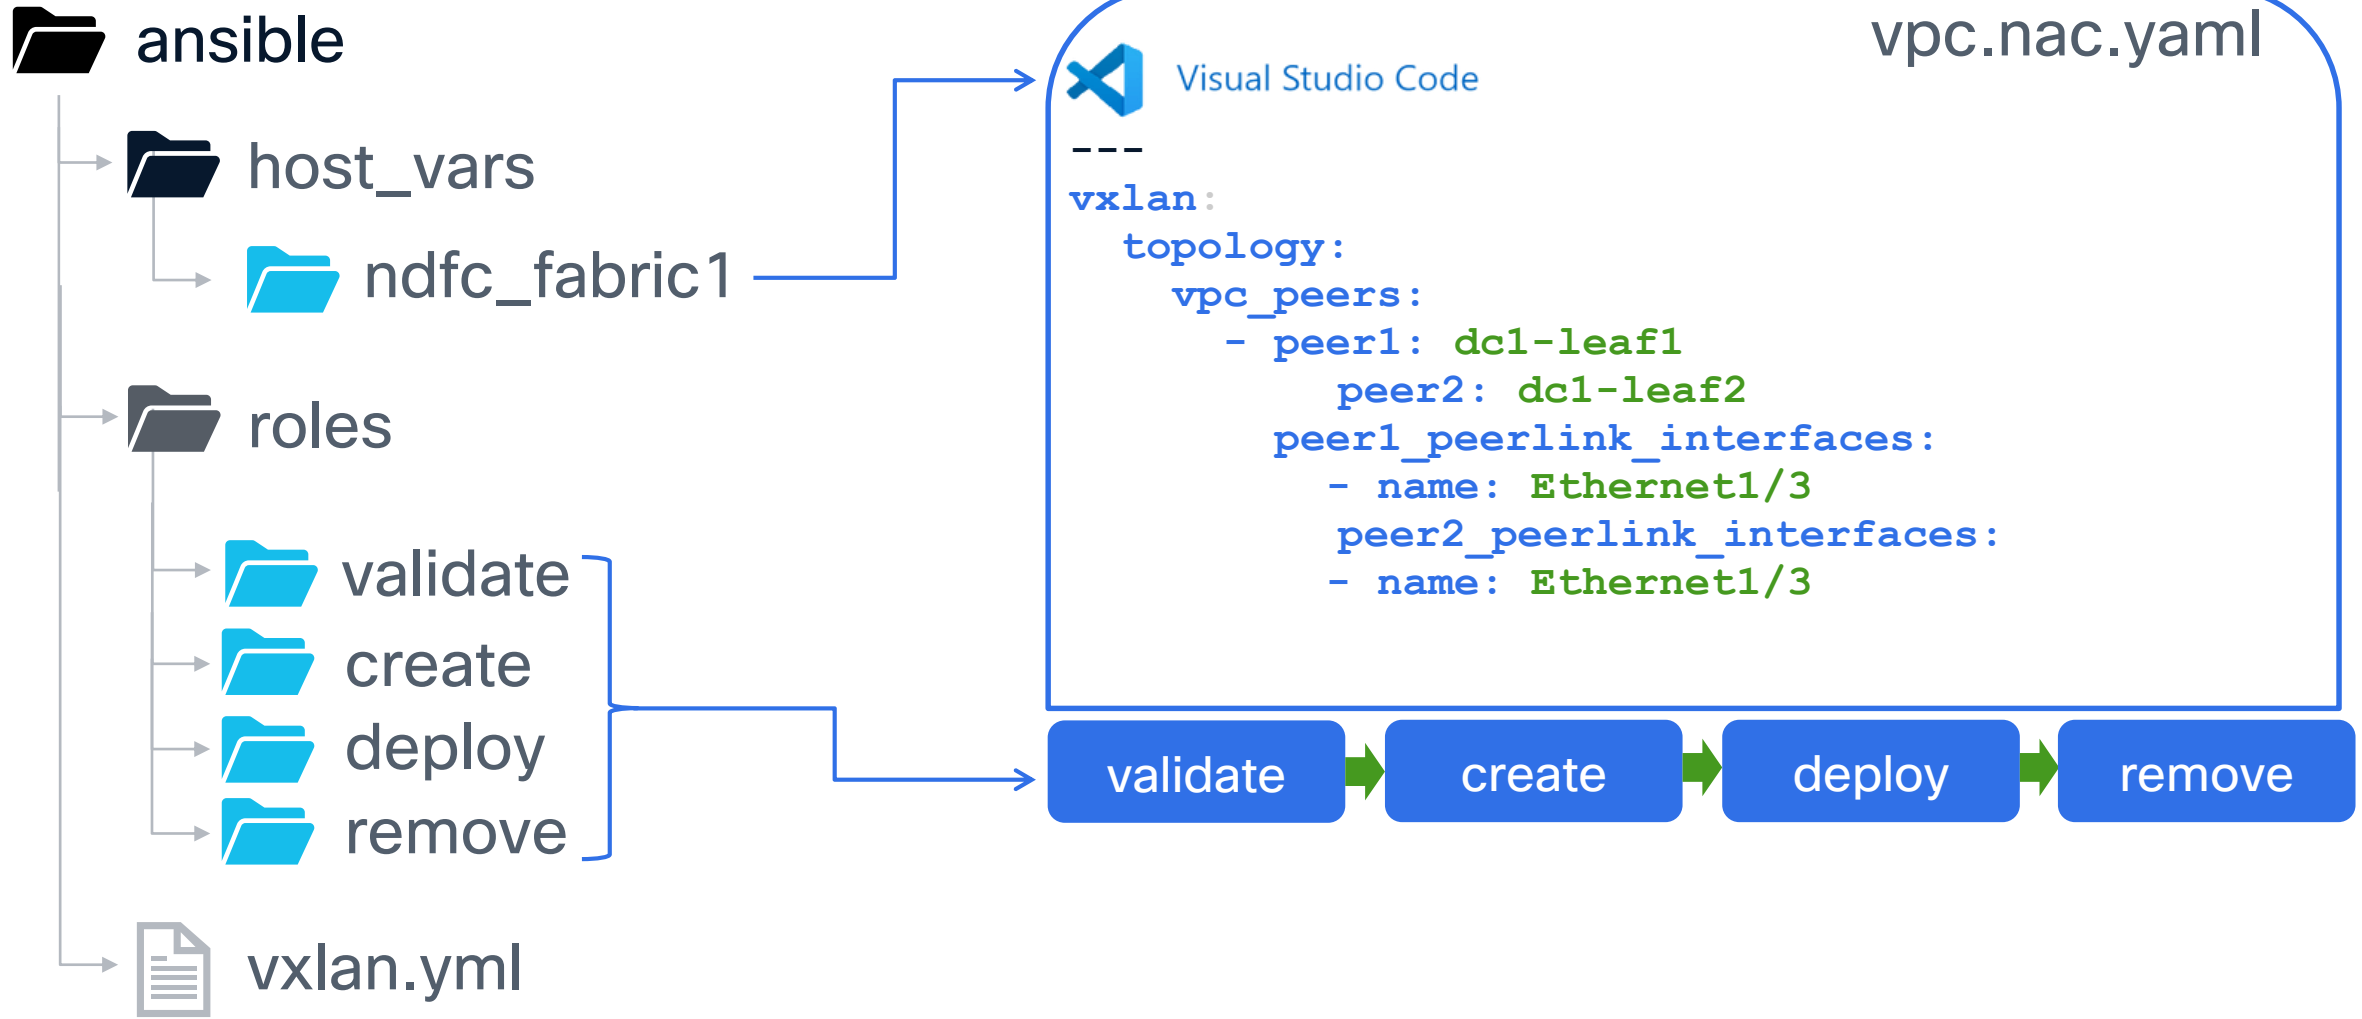 ansible
host_vars
ndfc_fabric1
roles
validate
create
deploy
remove
vxlan.yml
vpc.nac.yaml
Visual Studio Code
---
vxlan:
  topology:
    vpc_peers:
      - peer1: dc1-leaf1
          peer2: dc1-leaf2
        peer1_peerlink_interfaces:
          - name: Ethernet1/3
          peer2_peerlink_interfaces:
          - name: Ethernet1/3
validate create deploy remove